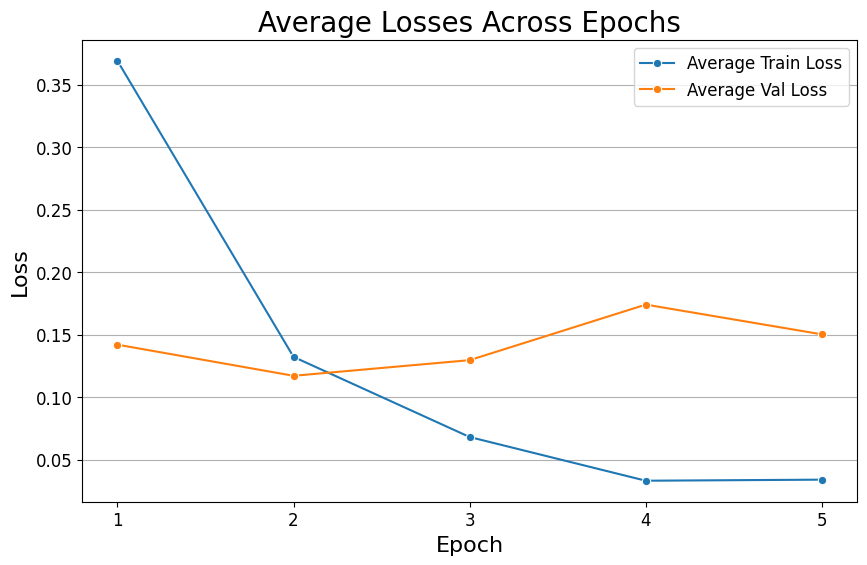 Average Losses Across Epochs
Average Train Loss
Average Val Loss
0.35
0.30
0.25
0.20
0.15
0.10
0.05
Loss
1 2 3 4 5
Epoch